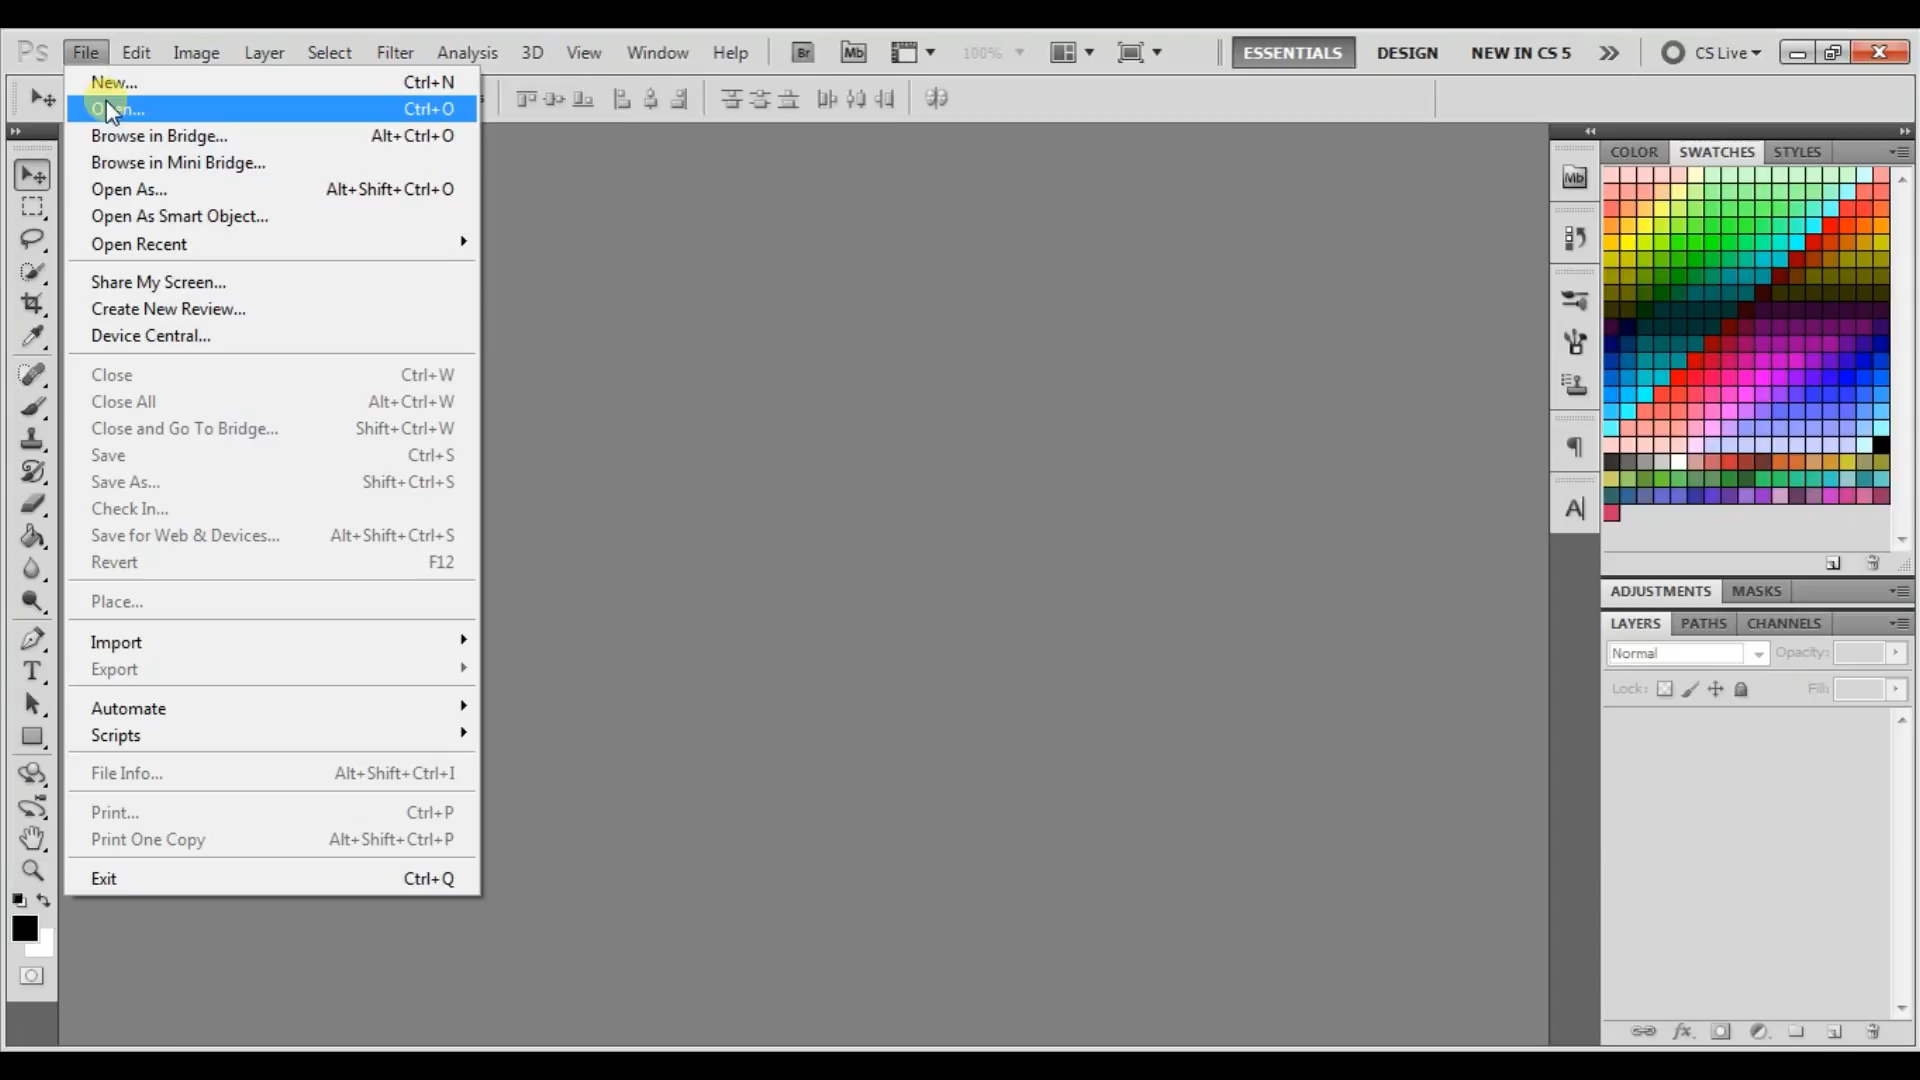 Ps File Edit Image Layer Select Filter Analysis 3D View Window Help Br Mb 100% ESSENTIALS DESIGN NEW IN CS 5 CS Live
New... Ctrl+N
Open... Ctrl+O
Browse in Bridge... Alt+Ctrl+O
Browse in Mini Bridge...
Open As... Alt+Shift+Ctrl+O
Open As Smart Object...
Open Recent
Share My Screen...
Create New Review...
Device Central...
Close Ctrl+W
Close All Alt+Ctrl+W
Close and Go To Bridge... Shift+Ctrl+W
Save Ctrl+S
Save As... Shift+Ctrl+S
Check In...
Save for Web & Devices... Alt+Shift+Ctrl+S
Revert F12
Place...
Import
Export
Automate
Scripts
File Info... Alt+Shift+Ctrl+I
Print... Ctrl+P
Print One Copy Alt+Shift+Ctrl+P
Exit Ctrl+Q
Mb
COLOR SWATCHES STYLES
ADJUSTMENTS MASKS
LAYERS PATHS CHANNELS
Normal Opacity:
Lock: Fill: